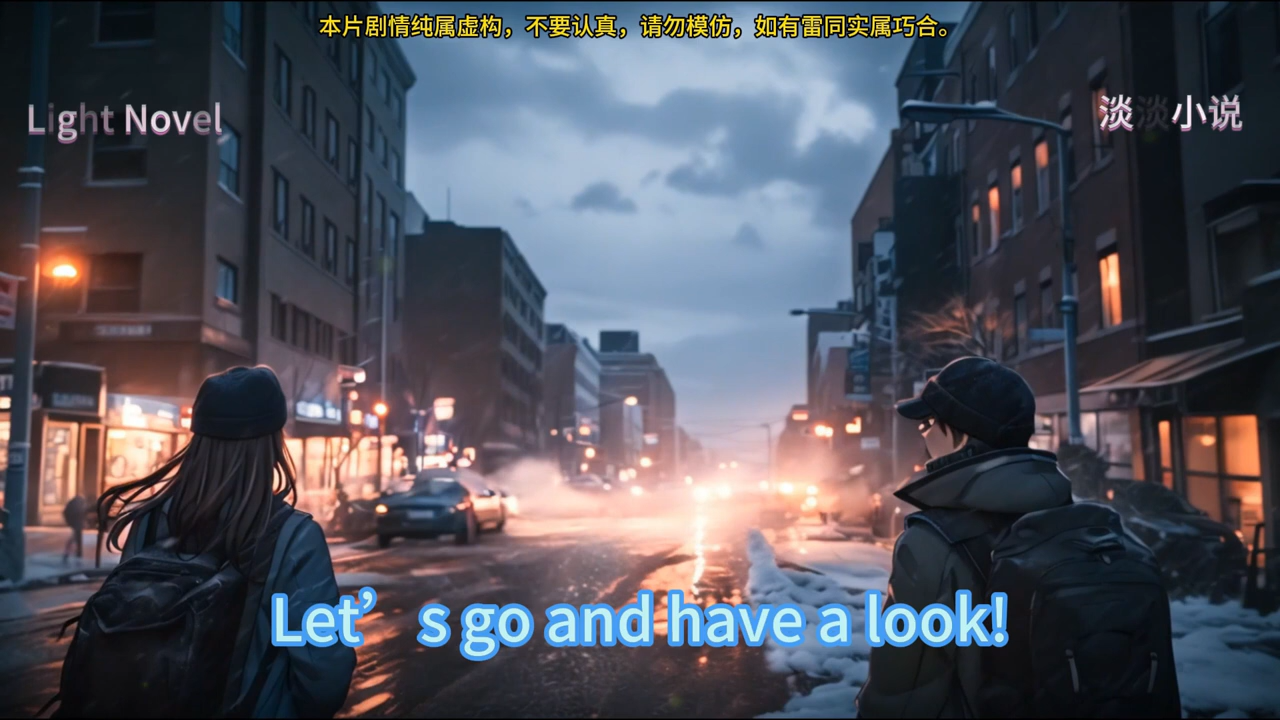 本片剧情纯属虚构，不要认真，请勿模仿，如有雷同实属巧合。
Light Novel
淡淡小说
Let’s go and have a look!